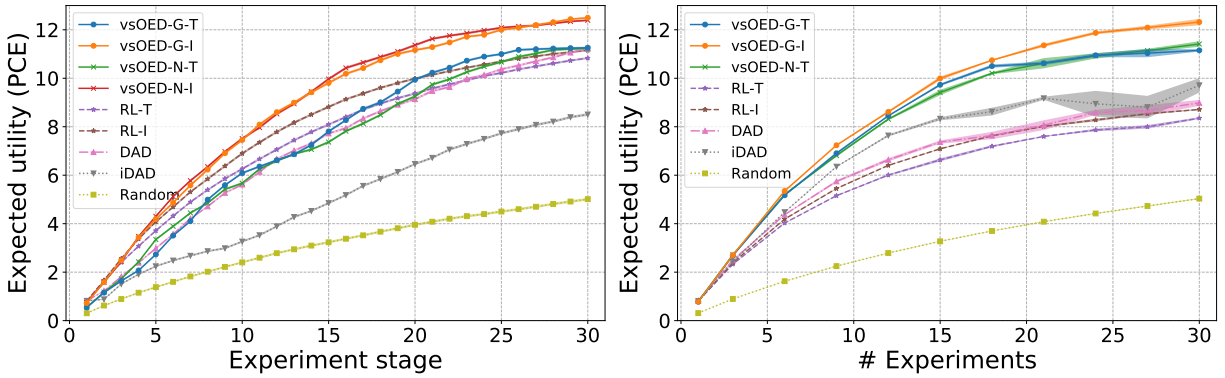 Expected utility (PCE)
12
10
8
6
4
2
0
vsOED-G-T
vsOED-G-I
vsOED-N-T
vsOED-N-I
RL-T
RL-I
DAD
iDAD
Random
0 5 10 15 20 25 30
Experiment stage
Expected utility (PCE)
12
10
8
6
4
2
0
vsOED-G-T
vsOED-G-I
vsOED-N-T
RL-T
RL-I
DAD
iDAD
Random
0 5 10 15 20 25 30
# Experiments